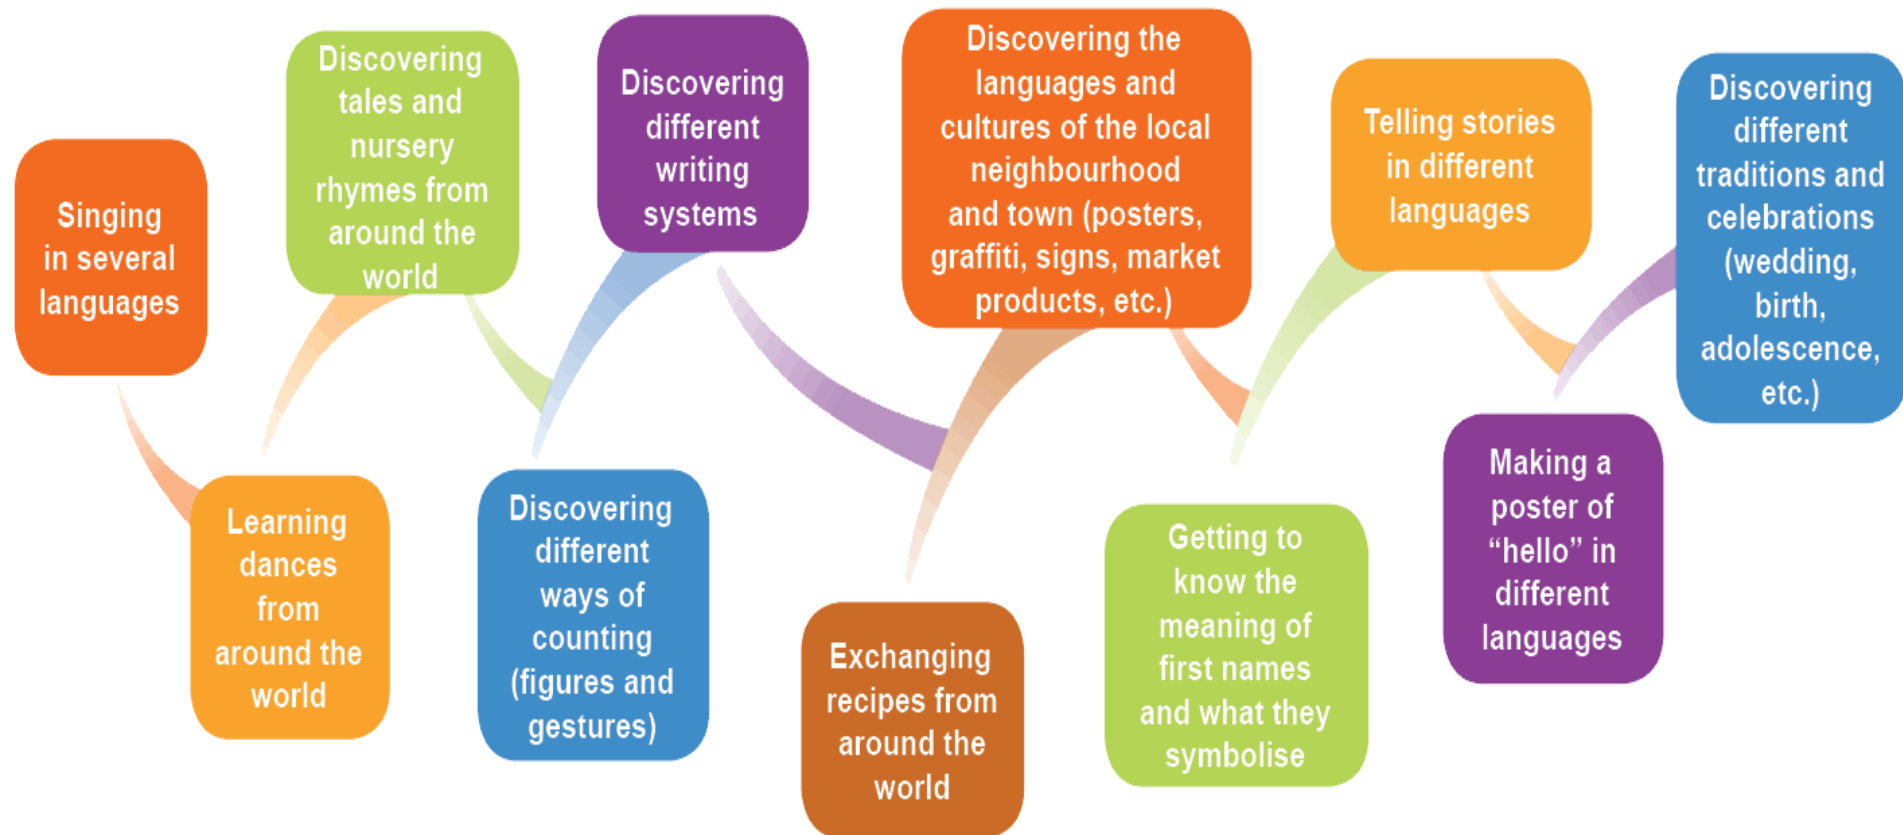 Singing
in several
languages
Learning
dances
from
around the
world
Discovering
tales and
nursery
rhymes from
around the
world
Discovering
different
ways of
counting
(figures and
gestures)
Discovering
different
writing
systems
Exchanging
recipes from
around the
world
Discovering the
languages and
cultures of the local
neighbourhood
and town (posters,
graffiti, signs, market
products, etc.)
Getting to
know the
meaning of
first names
and what they
symbolise
Telling stories
in different
languages
Making a
poster of
“hello” in
different
languages
Discovering
different
traditions and
celebrations
(wedding,
birth,
adolescence,
etc.)